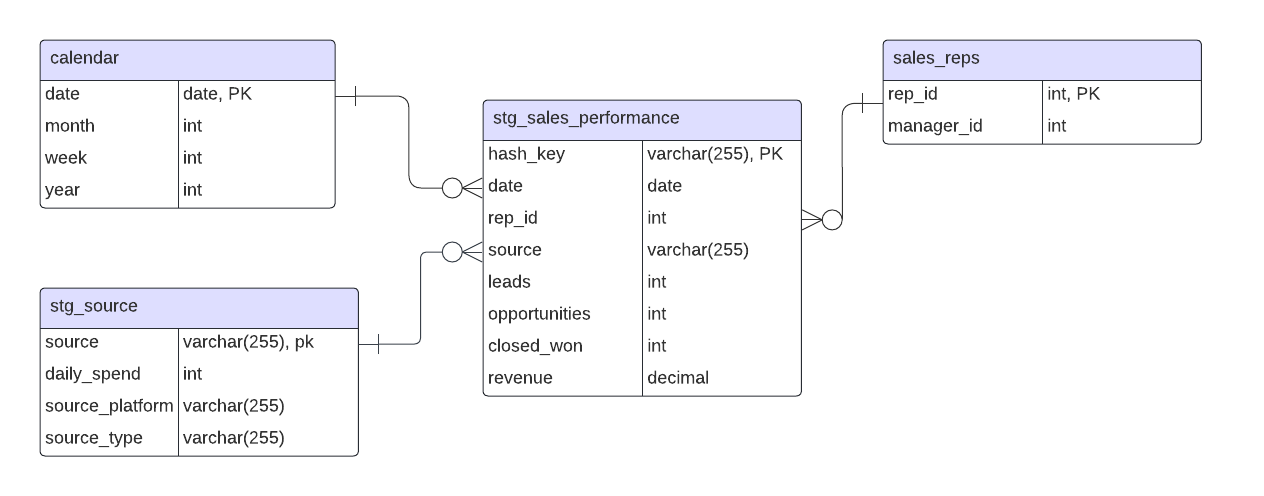 calendar
date date, PK
month int
week int
year int
stg_source
source varchar(255), pk
daily_spend int
source_platform varchar(255)
source_type varchar(255)
stg_sales_performance
hash_key varchar(255), PK
date date
rep_id int
source varchar(255)
leads int
opportunities int
closed_won int
revenue decimal
sales_reps
rep_id int, PK
manager_id int